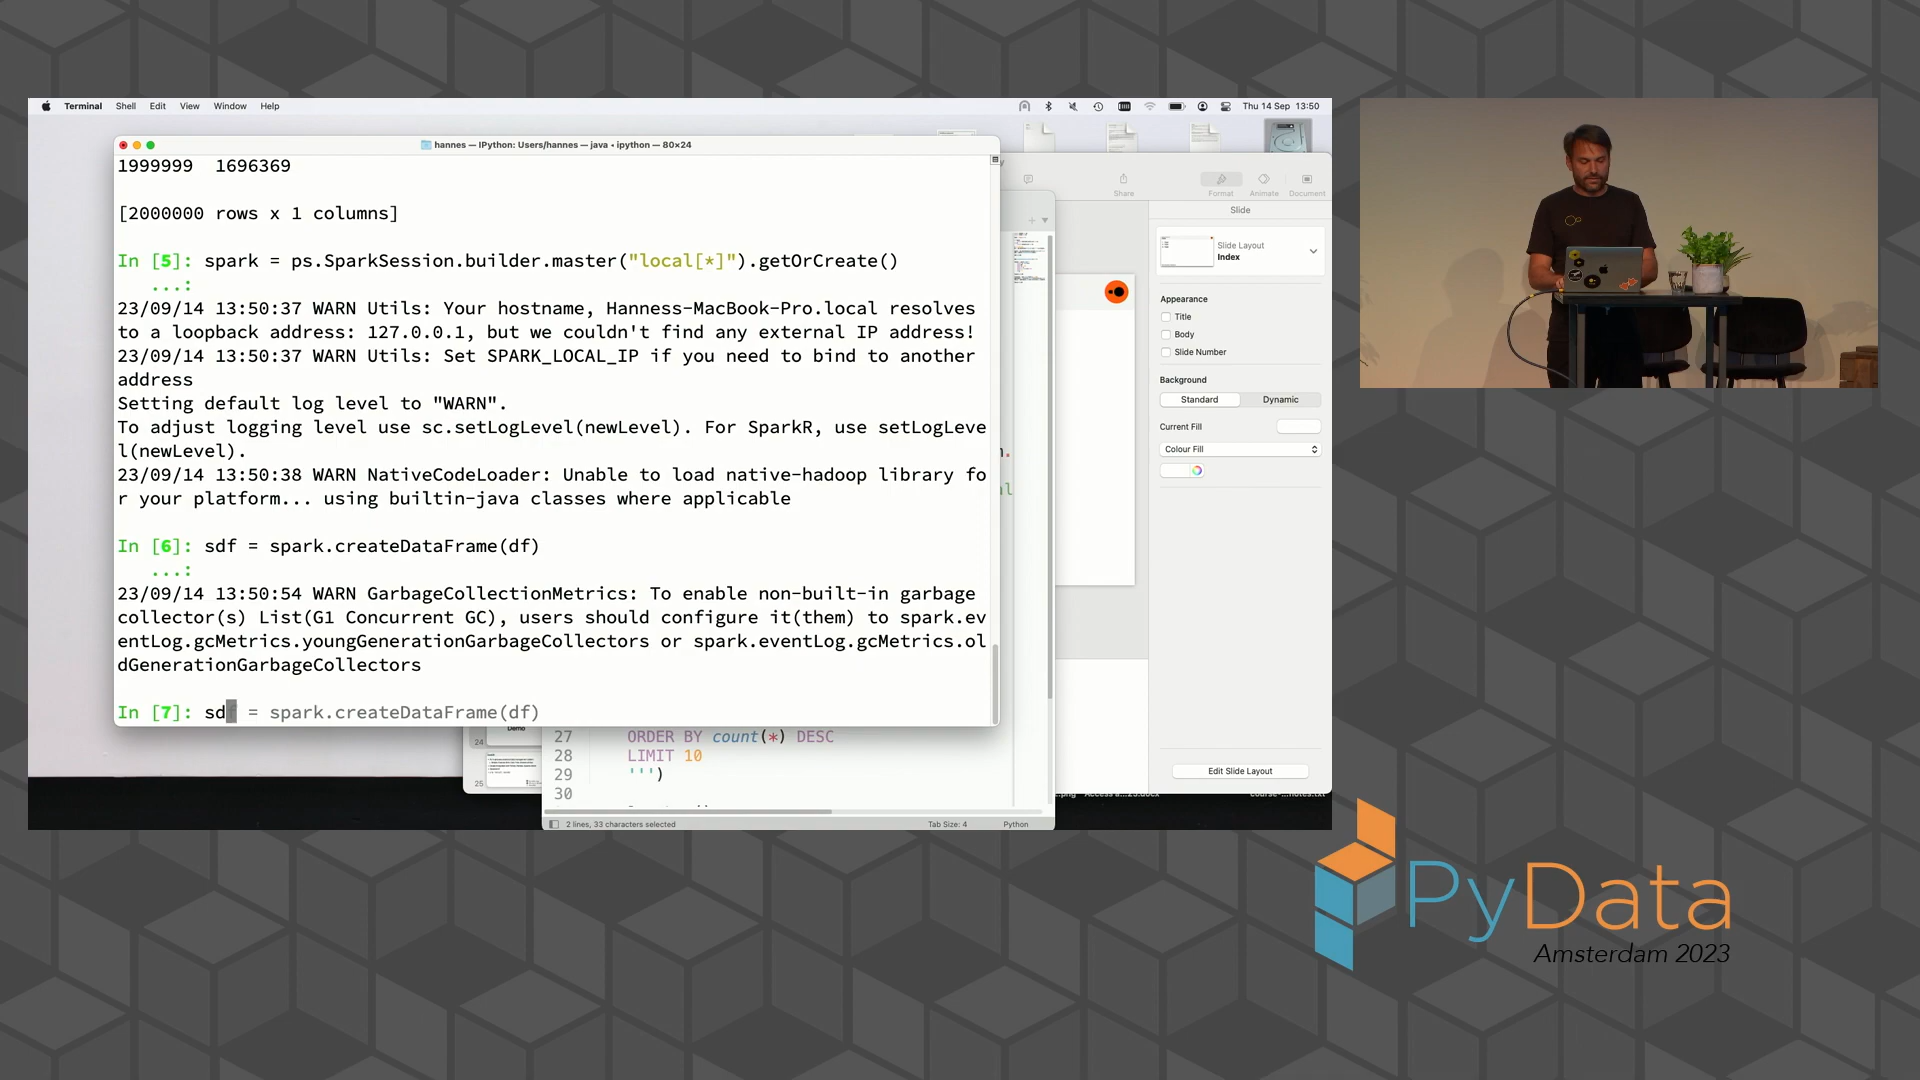 Terminal Shell Edit View Window Help Thu 14 Sep 13:50
hannes — IPython: Users/hannes — java • ipython — 80×24
1999999 1696369
[2000000 rows x 1 columns]
In [5]: spark = ps.SparkSession.builder.master("local[*]").getOrCreate()
...:
23/09/14 13:50:37 WARN Utils: Your hostname, Hanness-MacBook-Pro.local resolves
to a loopback address: 127.0.0.1, but we couldn't find any external IP address!
23/09/14 13:50:37 WARN Utils: Set SPARK_LOCAL_IP if you need to bind to another
address
Setting default log level to "WARN".
To adjust logging level use sc.setLogLevel(newLevel). For SparkR, use setLogLeve
l(newLevel).
23/09/14 13:50:38 WARN NativeCodeLoader: Unable to load native-hadoop library fo
r your platform... using builtin-java classes where applicable
In [6]: sdf = spark.createDataFrame(df)
...:
23/09/14 13:50:54 WARN GarbageCollectionMetrics: To enable non-built-in garbage
collector(s) List(G1 Concurrent GC), users should configure it(them) to spark.ev
entLog.gcMetrics.youngGenerationGarbageCollectors or spark.eventLog.gcMetrics.ol
dGenerationGarbageCollectors
In [7]: sdf = spark.createDataFrame(df)
Share
Format Animate Document
Slide
Slide Layout
Index
Appearance
Title
Body
Slide Number
Background
Standard Dynamic
Current Fill
Colour Fill
Edit Slide Layout
24
Demo
25
27 ORDER BY count(*) DESC
28 LIMIT 10
29 ''')
30
2 lines, 33 characters selected Tab Size: 4 Python
PyData
Amsterdam 2023